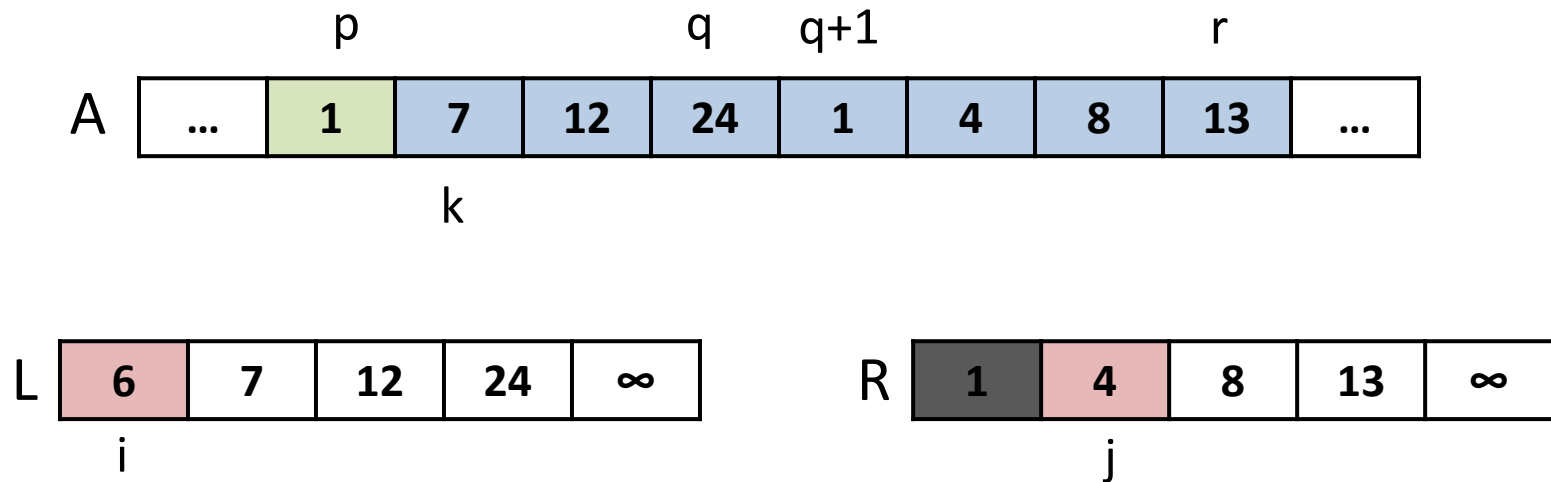 p q q+1 r
A ... 1 7 12 24 1 4 8 13 ...
k
L 6 7 12 24 ∞ R 1 4 8 13 ∞
i j